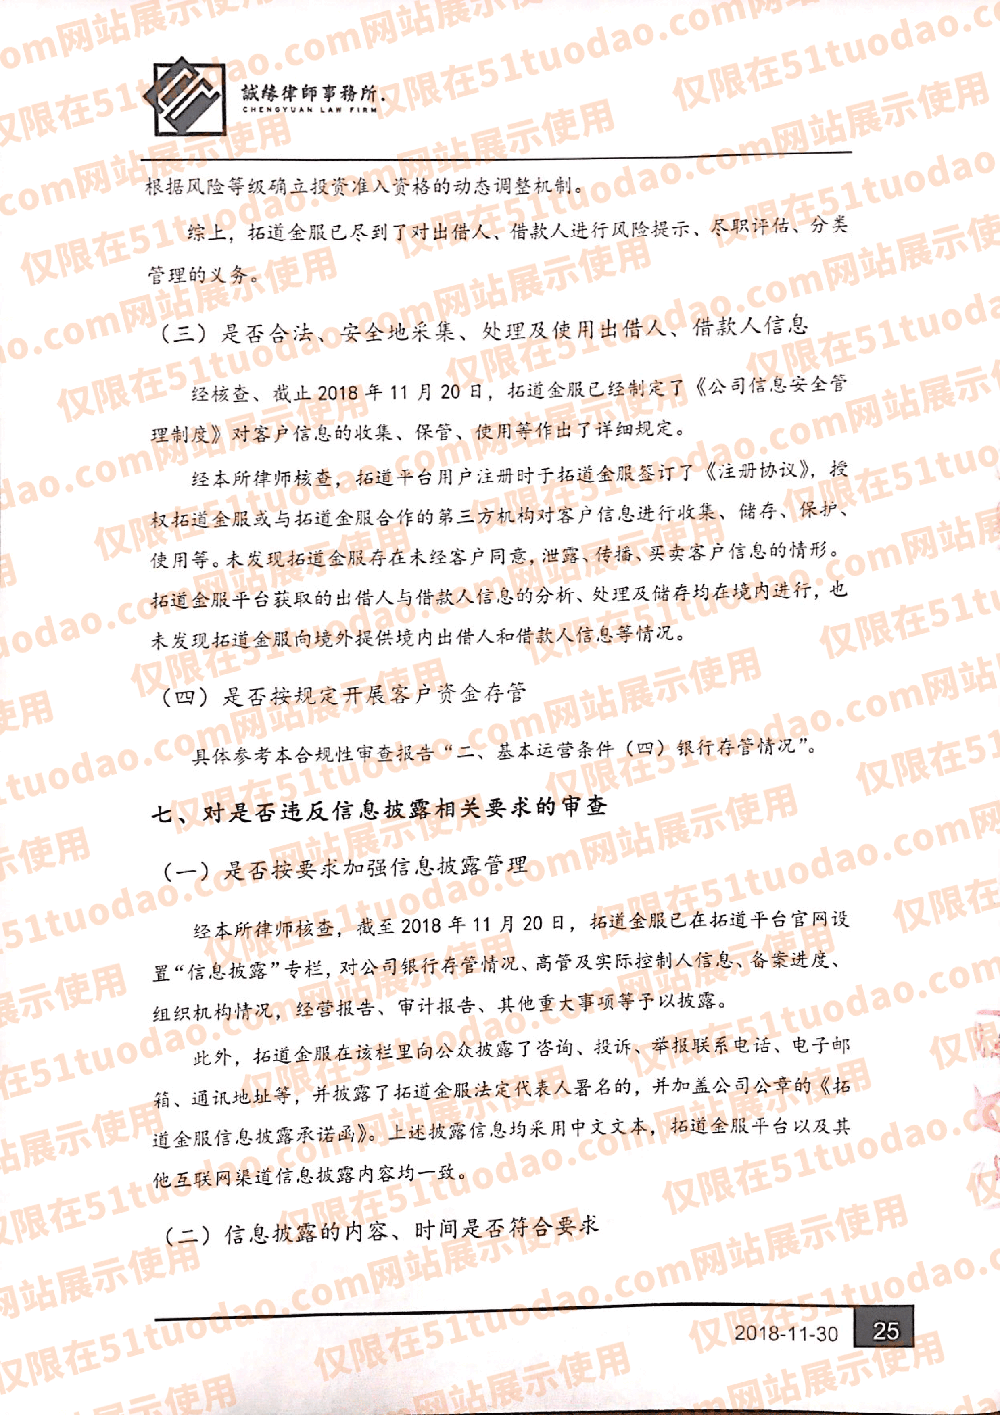 誠缘律师事務所.
CHENGYUAN LAW FIRM
根据风险等级确立投资准入资格的动态调整机制。
综上，拓道金服已尽到了对出借人、借款人进行风险提示、尽职评估、分类
管理的义务。
（三）是否合法、安全地采集、处理及使用出借人、借款人信息
经核查、截止 2018 年 11 月 20 日，拓道金服已经制定了《公司信息安全管
理制度》对客户信息的收集、保管、使用等作出了详细规定。
经本所律师核查，拓道平台用户注册时于拓道金服签订了《注册协议》，授
权拓道金服或与拓道金服合作的第三方机构对客户信息进行收集、储存、保护、
使用等。未发现拓道金服存在未经客户同意，泄露、传播、买卖客户信息的情形。
拓道金服平台获取的出借人与借款人信息的分析、处理及储存均在境内进行，也
未发现拓道金服向境外提供境内出借人和借款人信息等情况。
（四）是否按规定开展客户资金存管
具体参考本合规性审查报告“二、基本运营条件（四）银行存管情况”。
七、对是否违反信息披露相关要求的审查
（一）是否按要求加强信息披露管理
经本所律师核查，截至 2018 年 11 月 20 日，拓道金服已在拓道平台官网设
置“信息披露”专栏，对公司银行存管情况、高管及实际控制人信息、备案进度、
组织机构情况，经营报告、审计报告、其他重大事项等予以披露。
此外，拓道金服在该栏里向公众披露了咨询、投诉、举报联系电话、电子邮
箱、通讯地址等，并披露了拓道金服法定代表人署名的，并加盖公司公章的《拓
道金服信息披露承诺函》。上述披露信息均采用中文文本，拓道金服平台以及其
他互联网渠道信息披露内容均一致。
（二）信息披露的内容、时间是否符合要求
2018-11-30
25
仅限在51tuodao.com网站展示使用